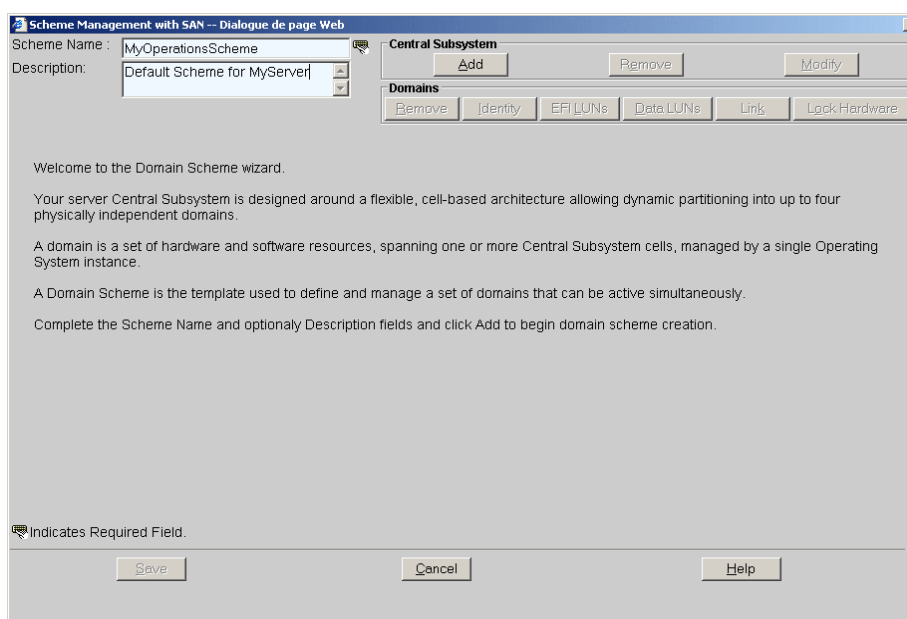 Scheme Management with SAN -- Dialogue de page Web
Scheme Name :
MyOperationsScheme
Description:
Default Scheme for MyServer
Central Subsystem
Add
Remove
Modify
Domains
Remove
Identity
EFI LUNs
Data LUNs
Link
Lock Hardware
Welcome to the Domain Scheme wizard.
Your server Central Subsystem is designed around a flexible, cell-based architecture allowing dynamic partitioning into up to four
physically independent domains.
A domain is a set of hardware and software resources, spanning one or more Central Subsystem cells, managed by a single Operating
System instance.
A Domain Scheme is the template used to define and manage a set of domains that can be active simultaneously.
Complete the Scheme Name and optionaly Description fields and click Add to begin domain scheme creation.
Indicates Required Field.
Save
Cancel
Help